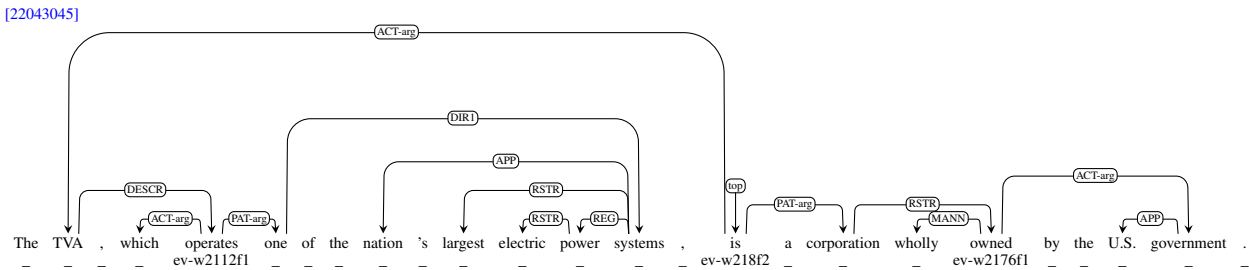 [22043045]
ACT-arg
DIR1
APP
top
ACT-arg
DESCR RSTR PAT-arg RSTR
ACT-arg PAT-arg RSTR REG MANN APP
The TVA , which operates one of the nation 's largest electric power systems , is a corporation wholly owned by the U.S. government .
_ _ _ _ ev-w2112f1 _ _ _ _ _ _ _ _ _ _ ev-w218f2 _ _ _ ev-w2176f1 _ _ _ _ _